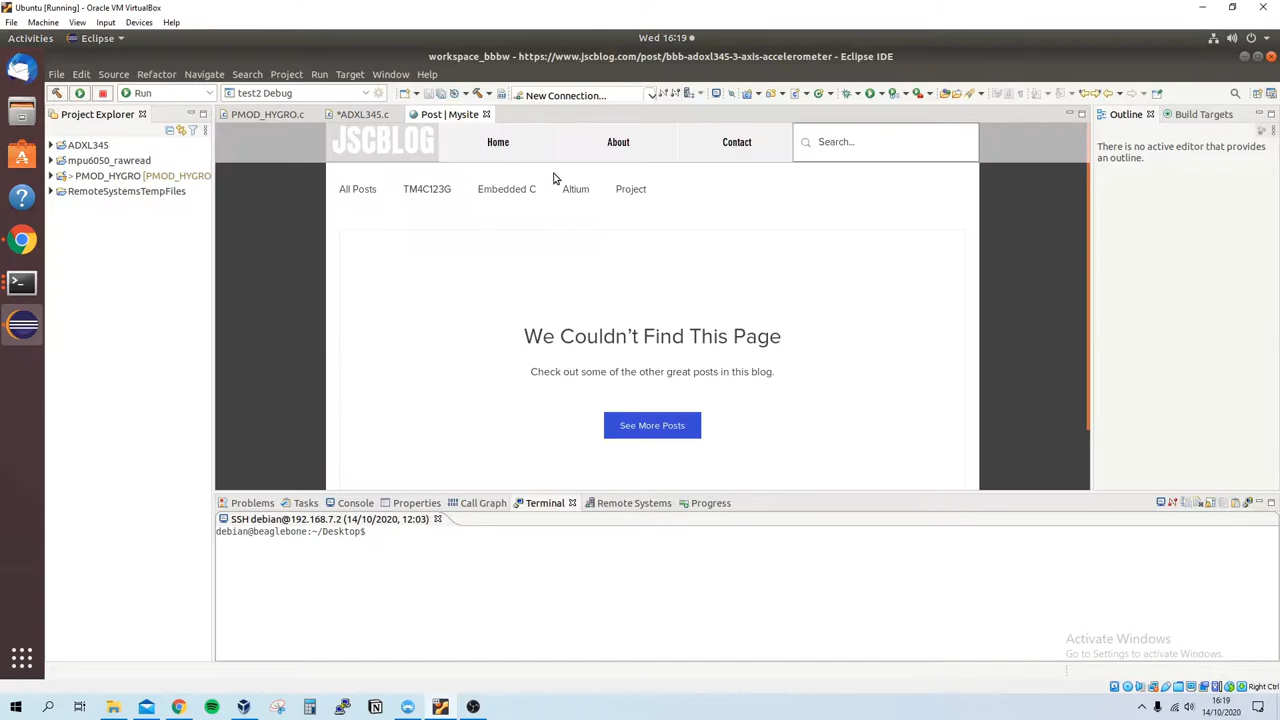 Ubuntu [Running] - Oracle VM VirtualBox
File Machine View Input Devices Help
Activities Eclipse Wed 16:19
workspace_bbbw - https://www.jscblog.com/post/bbb-adoxl345-3-axis-accelerometer - Eclipse IDE
File Edit Source Refactor Navigate Search Project Run Target Window Help
Run test2 Debug New Connection...
Project Explorer PMOD_HYGRO.c *ADXL345.c Post | Mysite Outline Build Targets
JSCBLOG Home About Contact Search...
ADXL345
mpu6050_rawread
> PMOD_HYGRO [PMOD_HYGRO
RemoteSystemsTempFiles
There is no active editor that provides
an outline.
All Posts TM4C123G Embedded C Altium Project
We Couldn't Find This Page
Check out some of the other great posts in this blog.
See More Posts
Problems Tasks Console Properties Call Graph Terminal Remote Systems Progress
SSH debian@192.168.7.2 (14/10/2020, 12:03)
debian@beaglebone:~/Desktop$
Activate Windows
Go to Settings to activate Windows.
Right Ctrl
16:19
14/10/2020